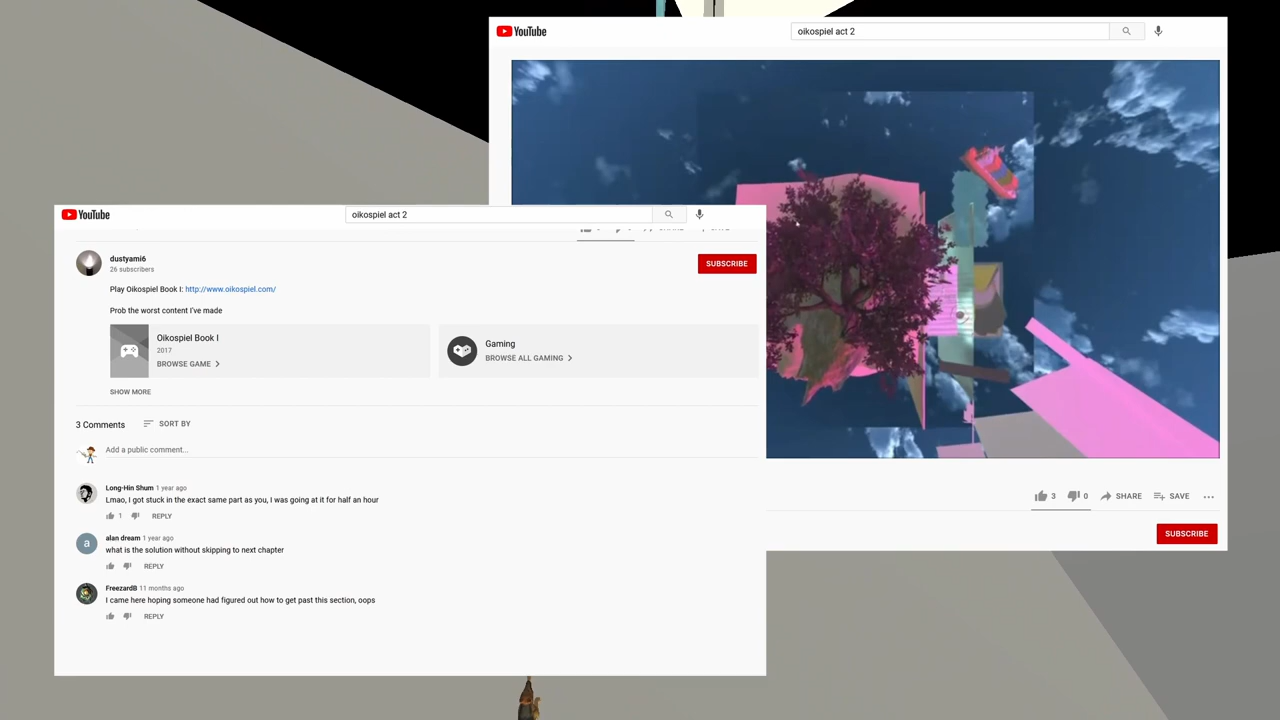 YouTube
oikospiel act 2
3
0
SHARE
SAVE
SUBSCRIBE
YouTube
oikospiel act 2
dustyami6
26 subscribers
SUBSCRIBE
Play Oikospiel Book I: http://www.oikospiel.com/
Prob the worst content I've made
Oikospiel Book I
2017
BROWSE GAME
Gaming
BROWSE ALL GAMING
SHOW MORE
3 Comments
SORT BY
Add a public comment...
Long-Hin Shum 1 year ago
Lmao, I got stuck in the exact same part as you, I was going at it for half an hour
1
REPLY
a
alan dream 1 year ago
what is the solution without skipping to next chapter
REPLY
FreezardB 11 months ago
I came here hoping someone had figured out how to get past this section, oops
REPLY